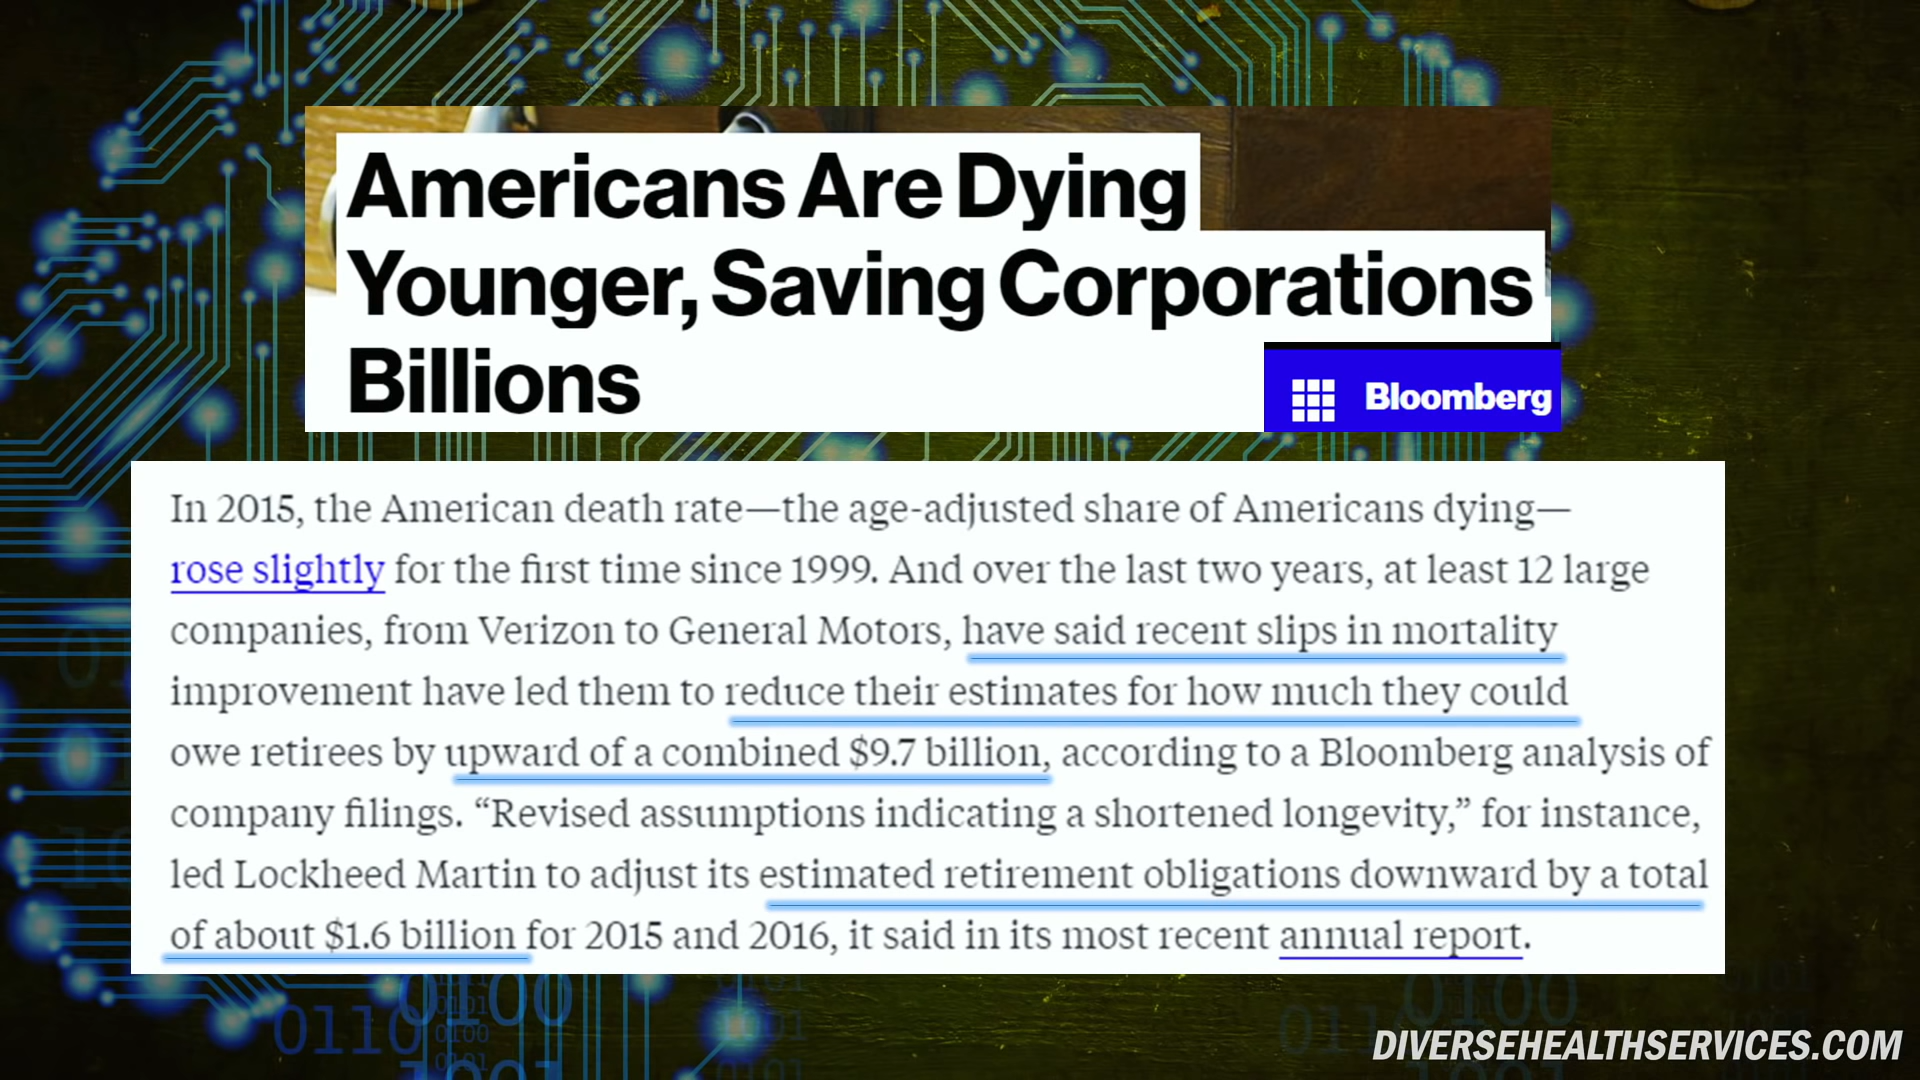 Americans Are Dying
Younger, Saving Corporations
Billions
Bloomberg
In 2015, the American death rate—the age-adjusted share of Americans dying—
rose slightly for the first time since 1999. And over the last two years, at least 12 large
companies, from Verizon to General Motors, have said recent slips in mortality
improvement have led them to reduce their estimates for how much they could
owe retirees by upward of a combined $9.7 billion, according to a Bloomberg analysis of
company filings. “Revised assumptions indicating a shortened longevity,” for instance,
led Lockheed Martin to adjust its estimated retirement obligations downward by a total
of about $1.6 billion for 2015 and 2016, it said in its most recent annual report.
0110
0100
0101
0100
0101
0100
DIVERSEHEALTHSERVICES.COM